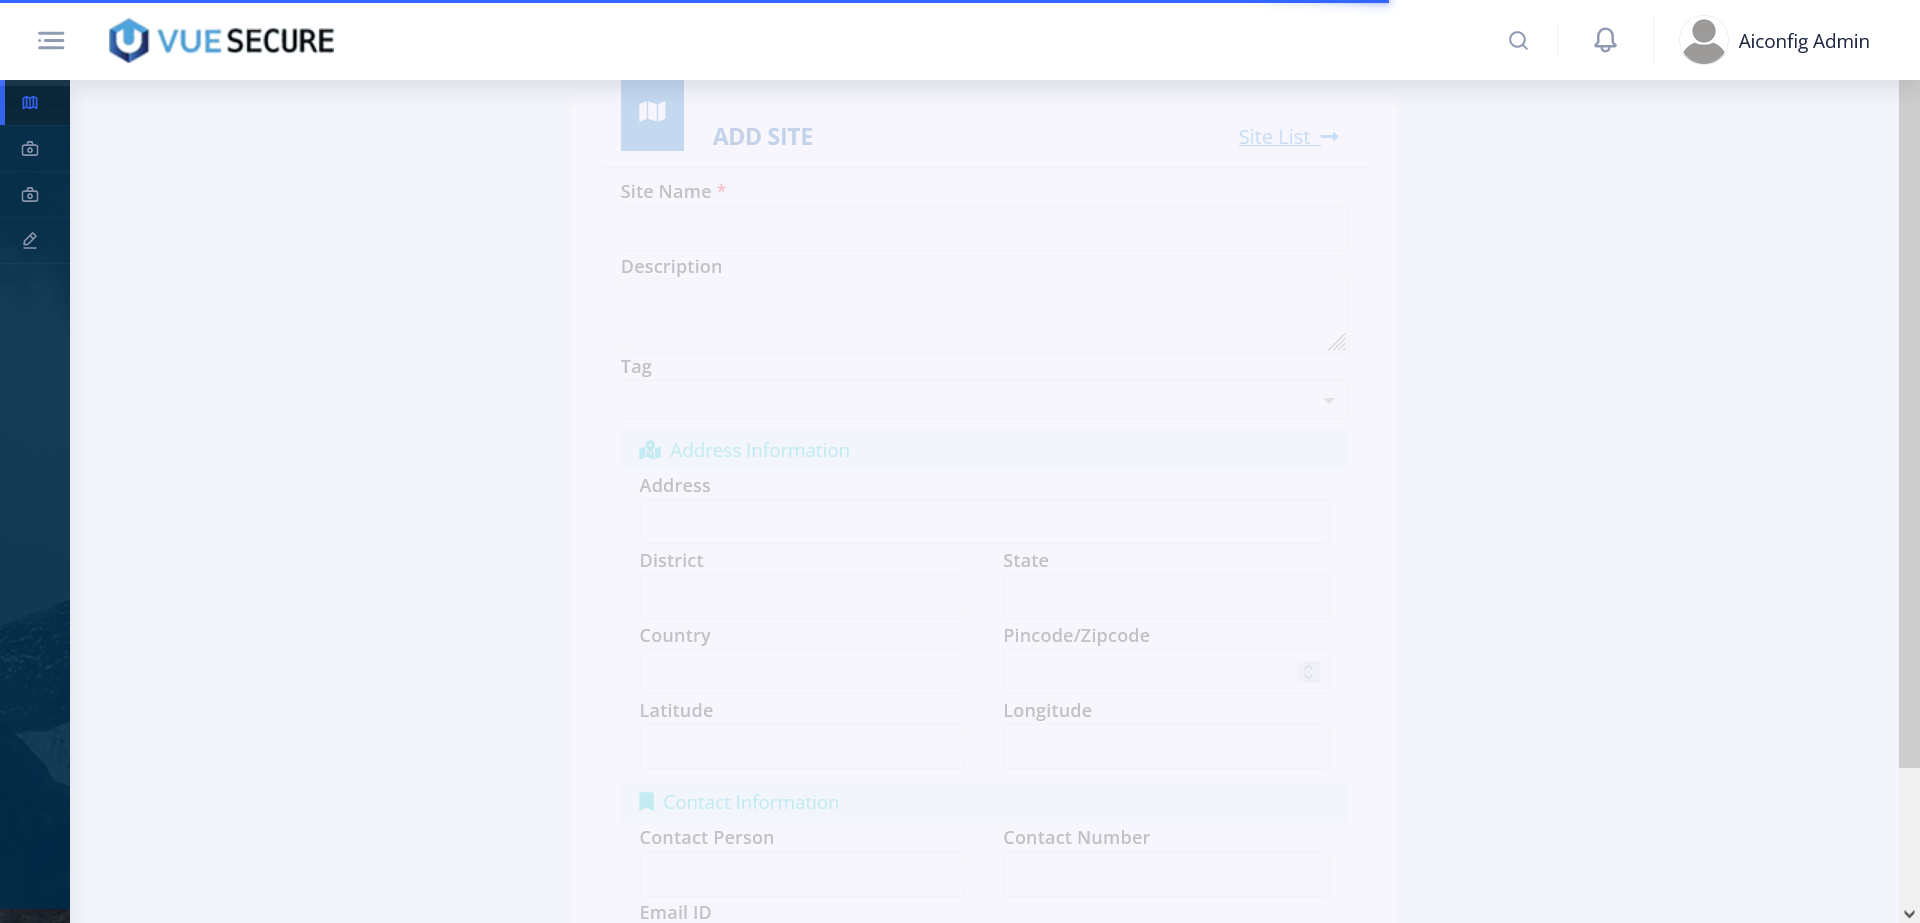 VUE SECURE
Aiconfig Admin
ADD SITE
Site List
Site Name *
Description
Tag
Address Information
Address
District State
Country Pincode/Zipcode
Latitude Longitude
Contact Information
Contact Person Contact Number
Email ID